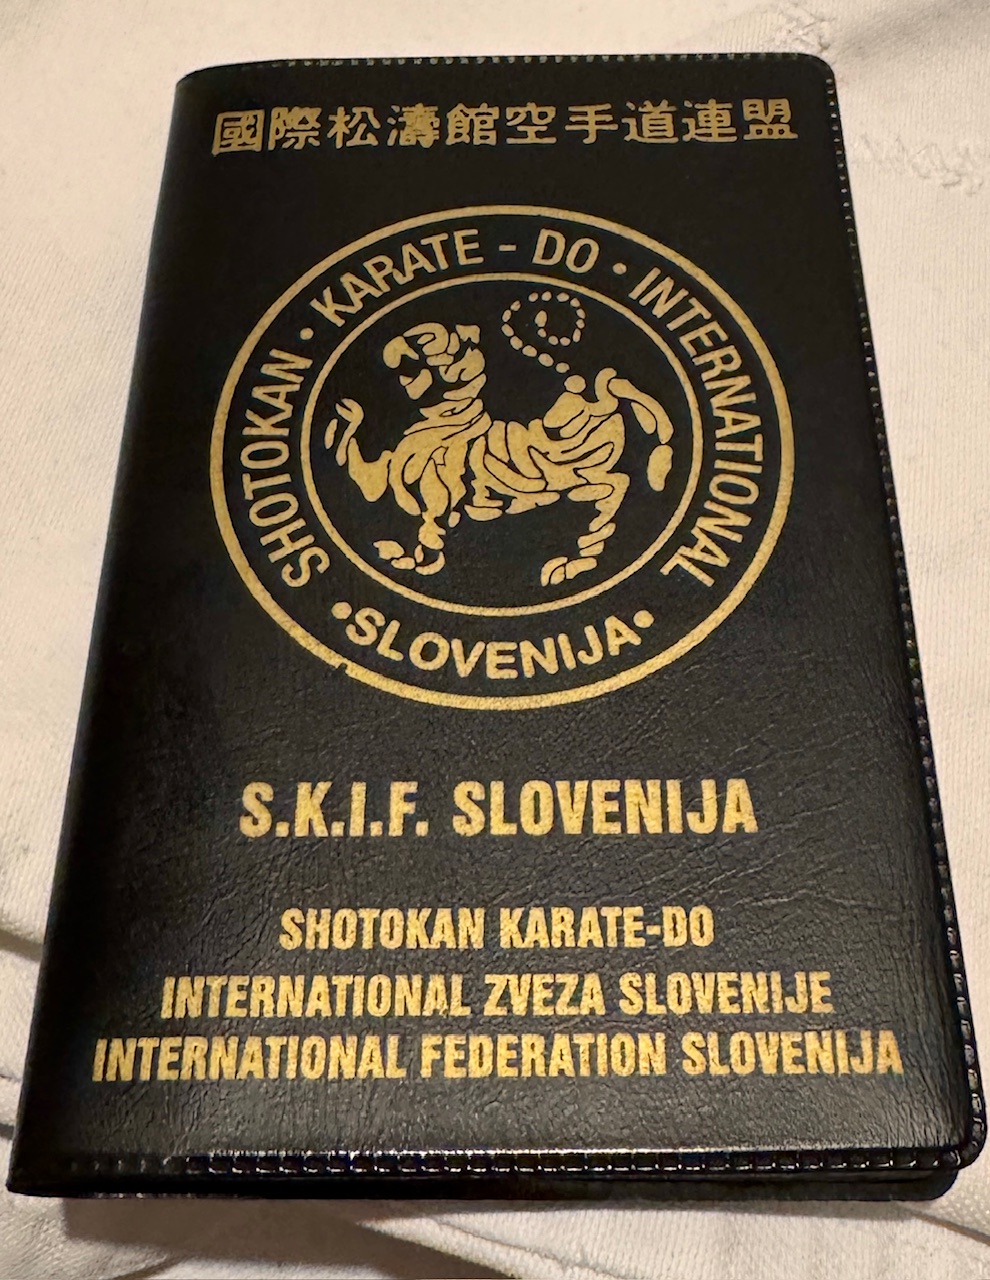 國際松濤館空手道連盟
SHOTOKAN • KARATE - DO • INTERNATIONAL
•SLOVENIJA•
S.K.I.F. SLOVENIJA
SHOTOKAN KARATE-DO
INTERNATIONAL ZVEZA SLOVENIJE
INTERNATIONAL FEDERATION SLOVENIJA